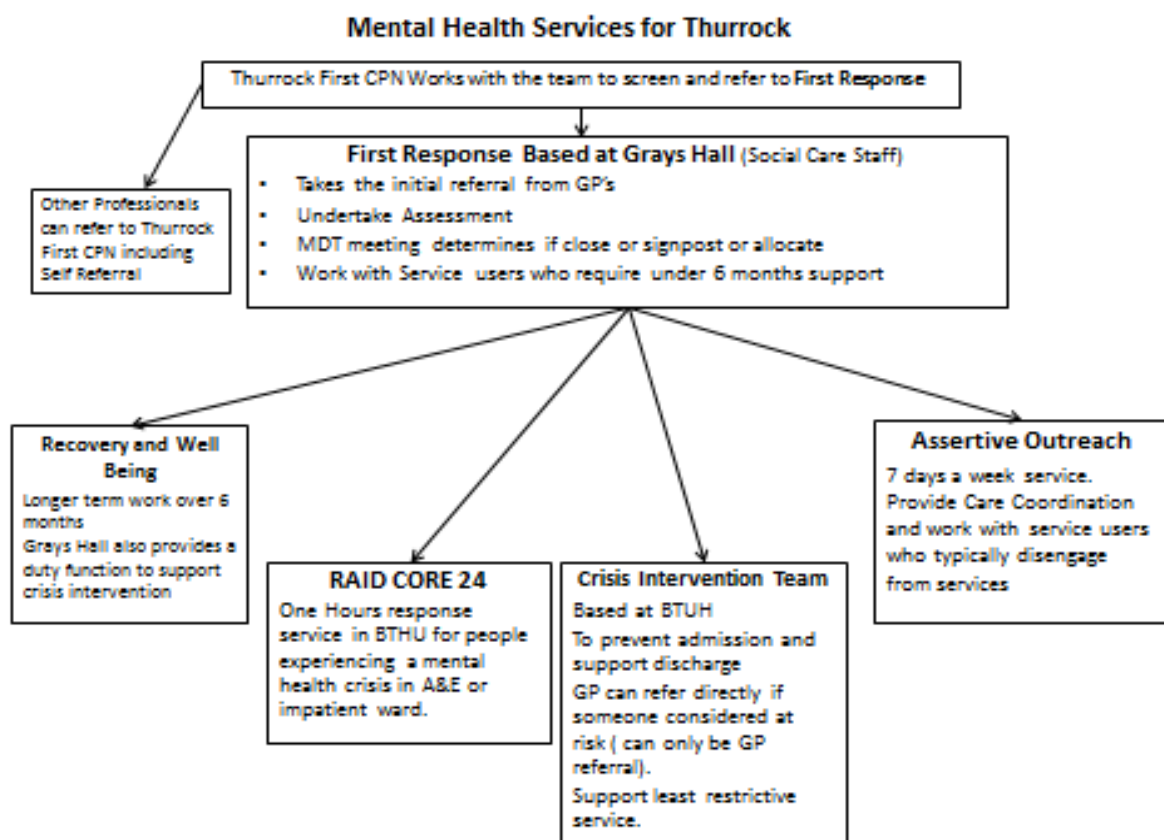 Mental Health Services for Thurrock
Thurrock First CPN Works with the team to screen and refer to First Response
First Response Based at Grays Hall (Social Care Staff)
• Takes the initial referral from GP's
• Undertake Assessment
• MDT meeting determines if close or signpost or allocate
• Work with Service users who require under 6 months support
Other Professionals
can refer to Thurrock
First CPN including
Self Referral
Recovery and Well
Being
Longer term work over 6
months
Grays Hall also provides a
duty function to support
crisis intervention
RAID CORE 24
One Hours response
service in BTHU for people
experiencing a mental
health crisis in A&E or
impatient ward.
Crisis Intervention Team
Based at BTUH
To prevent admission and
support discharge
GP can refer directly if
someone considered at
risk ( can only be GP
referral).
Support least restrictive
service.
Assertive Outreach
7 days a week service.
Provide Care Coordination
and work with service users
who typically disengage
from services